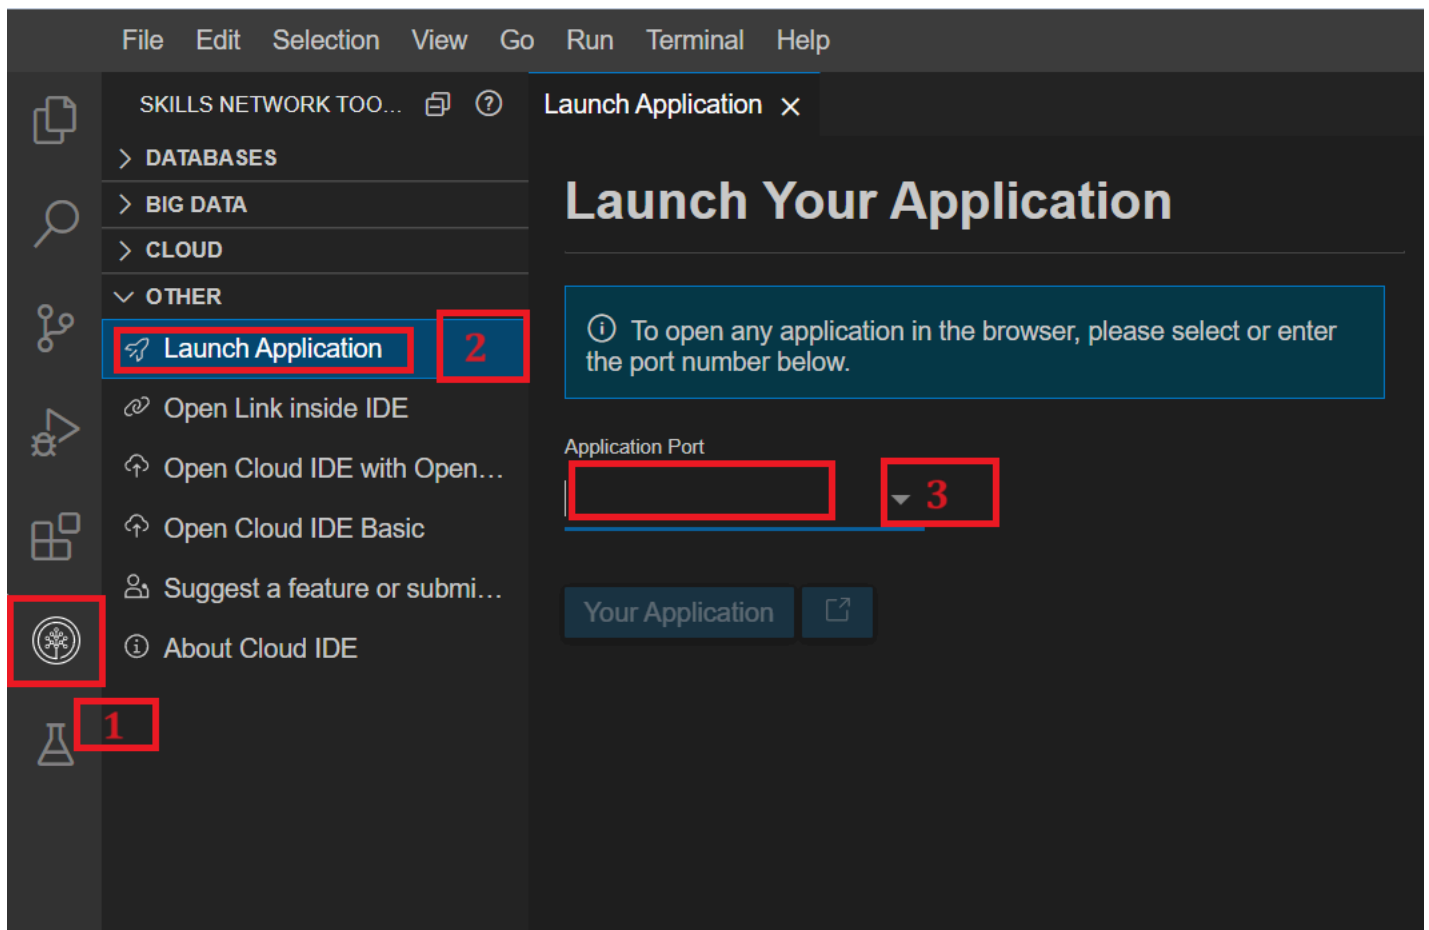 File Edit Selection View Go Run Terminal Help
SKILLS NETWORK TOO...
DATABASES
BIG DATA
CLOUD
OTHER
Launch Application 2
Open Link inside IDE
Open Cloud IDE with Open...
Open Cloud IDE Basic
Suggest a feature or submi...
About Cloud IDE
1
Launch Application
Launch Your Application
To open any application in the browser, please select or enter
the port number below.
Application Port
3
Your Application